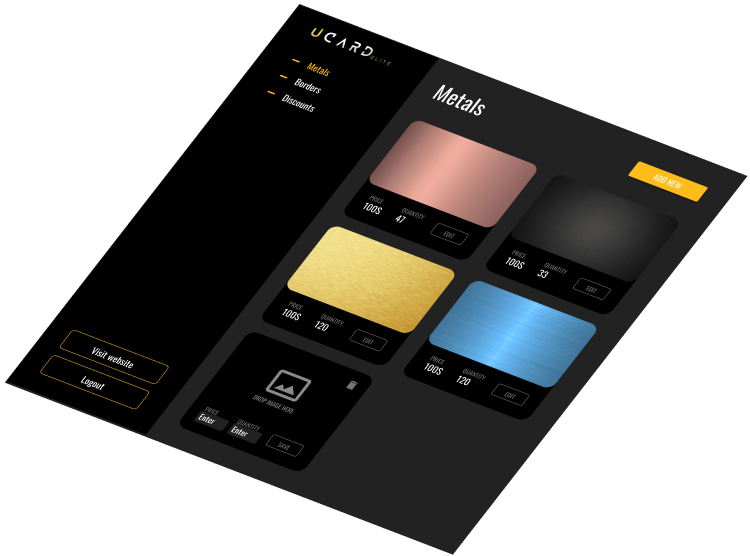 UCARD
ELITE
Metals
Borders
Discounts
Visit website
Logout
Metals
ADD NEW
PRICE QUANTITY
100$ 47 EDIT
PRICE QUANTITY
100$ 33 EDIT
PRICE QUANTITY
100$ 120 EDIT
PRICE QUANTITY
100$ 120 EDIT
DROP IMAGE HERE
PRICE QUANTITY
Enter Enter SAVE